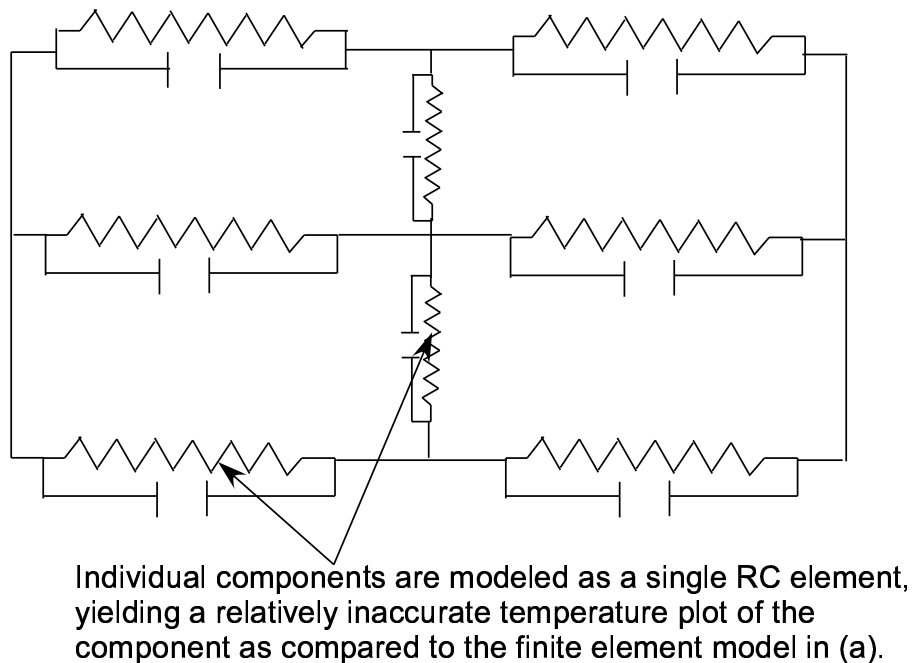 Individual components are modeled as a single RC element,
yielding a relatively inaccurate temperature plot of the
component as compared to the finite element model in (a).